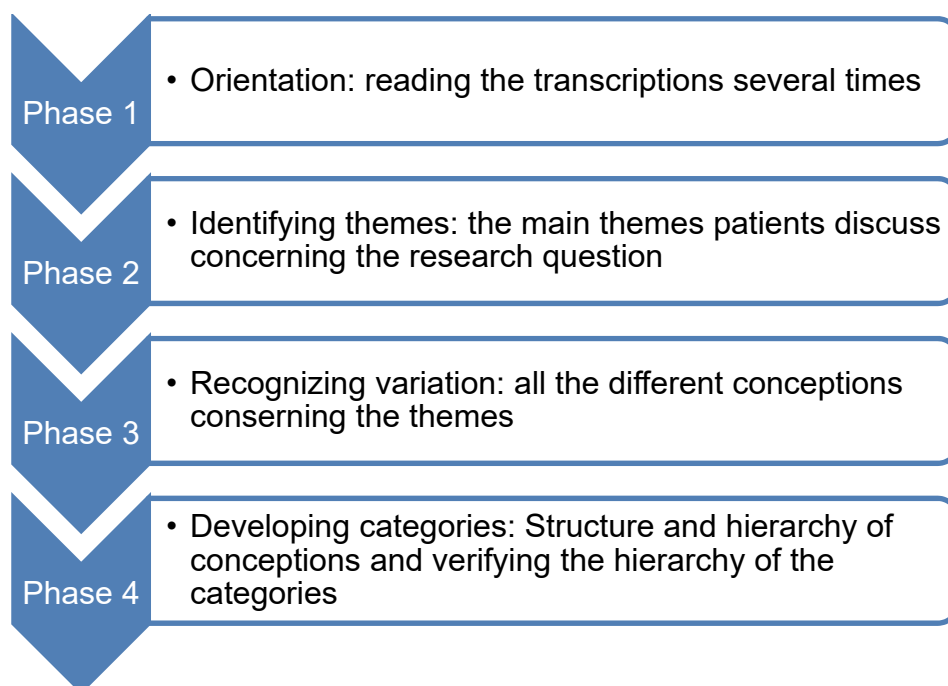 Phase 1
• Orientation: reading the transcriptions several times
Phase 2
• Identifying themes: the main themes patients discuss
concerning the research question
Phase 3
• Recognizing variation: all the different conceptions
conserning the themes
Phase 4
• Developing categories: Structure and hierarchy of
conceptions and verifying the hierarchy of the
categories